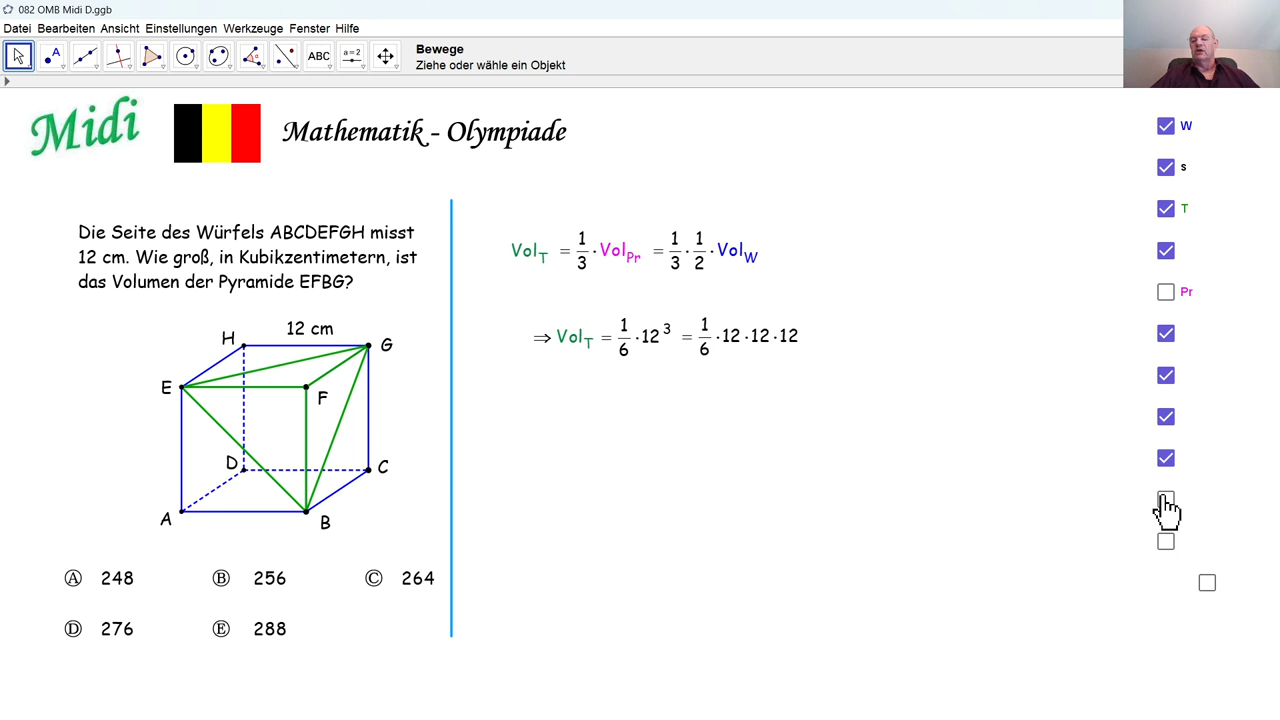 082 OMB Midi D.ggb
Datei Bearbeiten Ansicht Einstellungen Werkzeuge Fenster Hilfe
A
ABC
a=2
Bewege
Ziehe oder wähle ein Objekt
Midi
Mathematik - Olympiade
Die Seite des Würfels ABCDEFGH misst
12 cm. Wie groß, in Kubikzentimetern, ist
das Volumen der Pyramide EFBG?
12 cm
H
G
E
F
D
C
A
B
Ⓐ 248 Ⓑ 256 Ⓒ 264
Ⓓ 276 Ⓔ 288
Vol_T = 1/3 · Vol_Pr = 1/3 · 1/2 · Vol_W
⇒ Vol_T = 1/6 · 12³ = 1/6 · 12 · 12 · 12
W
s
T
Pr